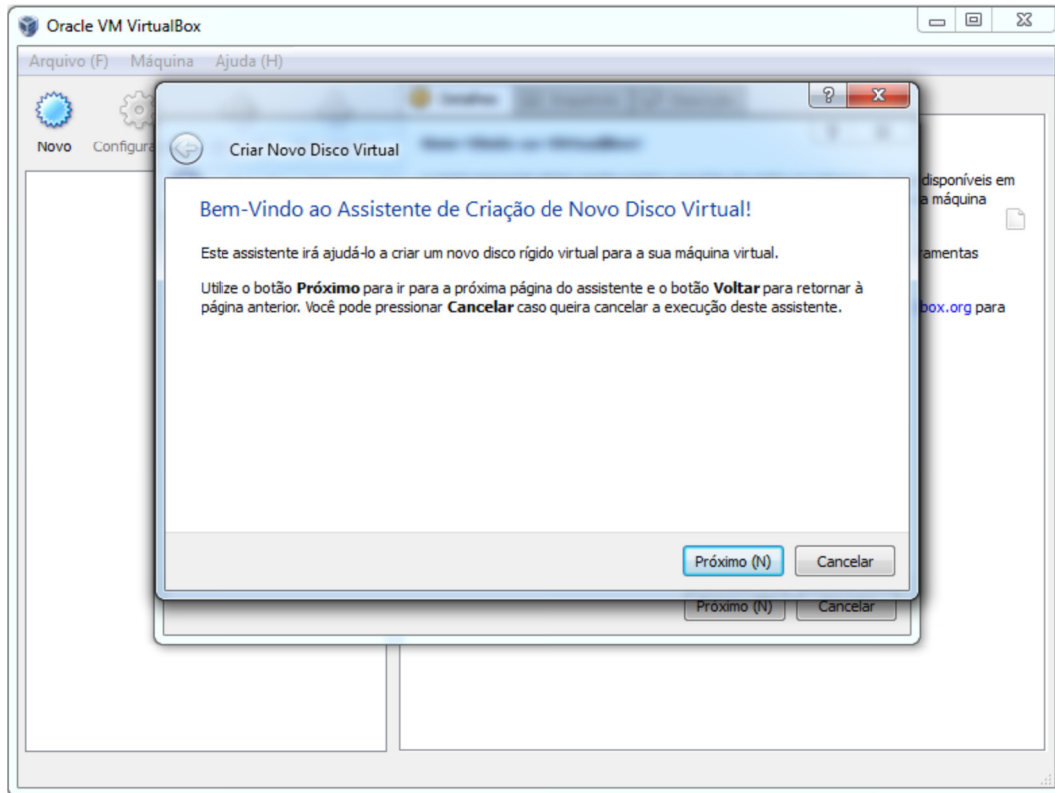 Oracle VM VirtualBox
Arquivo (F) Máquina Ajuda (H)
Novo Configura
Criar Novo Disco Virtual
Bem-Vindo ao Assistente de Criação de Novo Disco Virtual!
Este assistente irá ajudá-lo a criar um novo disco rígido virtual para a sua máquina virtual.
Utilize o botão Próximo para ir para a próxima página do assistente e o botão Voltar para retornar à
página anterior. Você pode pressionar Cancelar caso queira cancelar a execução deste assistente.
Próximo (N) Cancelar
Próximo (N) Cancelar
disponíveis em
a máquina
ramentas
box.org para